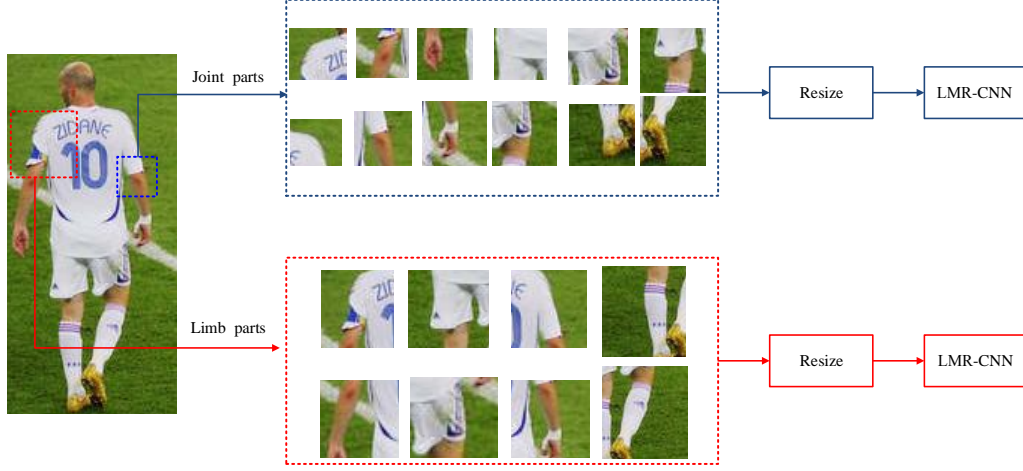 Joint parts
Resize
LMR-CNN
ZIDANE
10
Limb parts
Resize
LMR-CNN